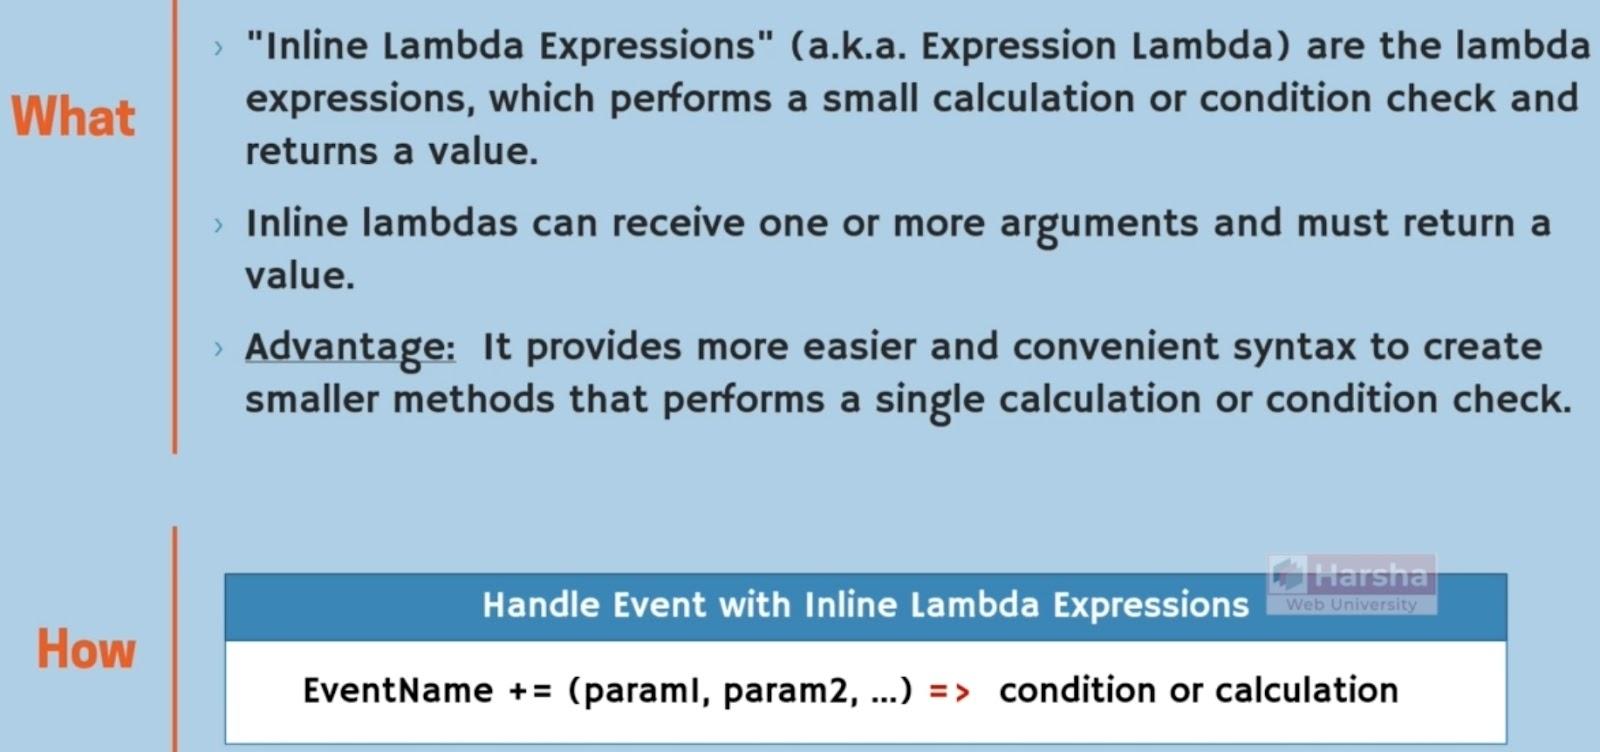 What
› "Inline Lambda Expressions" (a.k.a. Expression Lambda) are the lambda
expressions, which performs a small calculation or condition check and
returns a value.
› Inline lambdas can receive one or more arguments and must return a
value.
› Advantage: It provides more easier and convenient syntax to create
smaller methods that performs a single calculation or condition check.
How
Harsha
Web University
Handle Event with Inline Lambda Expressions
EventName += (param1, param2, ...) => condition or calculation